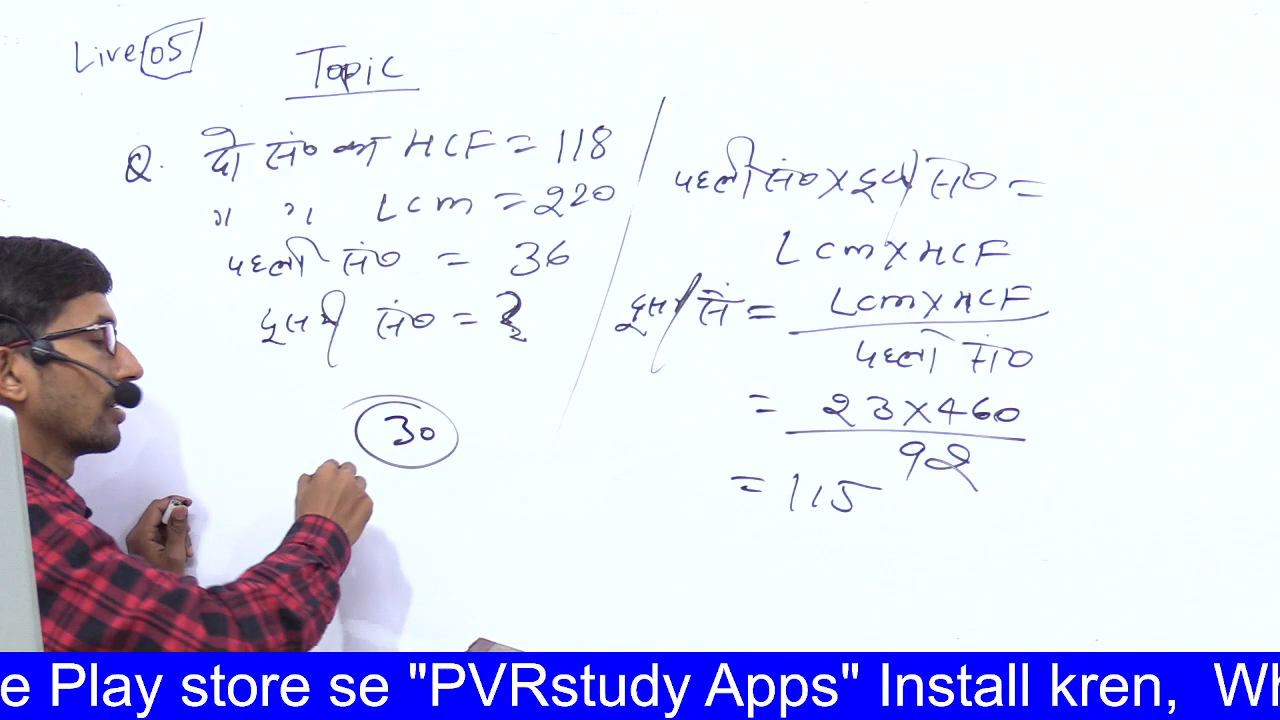 Live 05
Topic
Q. दो सं० का HCF = 118
" " Lcm = 220
पहली सं० = 36
दूसरी सं० = ?
30
पहली सं० × दूसरी सं० =
Lcm × HCF
दूसरी सं = Lcm × HCF
पहली सं०
= 23 × 460
92
= 115
e Play store se "PVRstudy Apps" Install kren, Wh